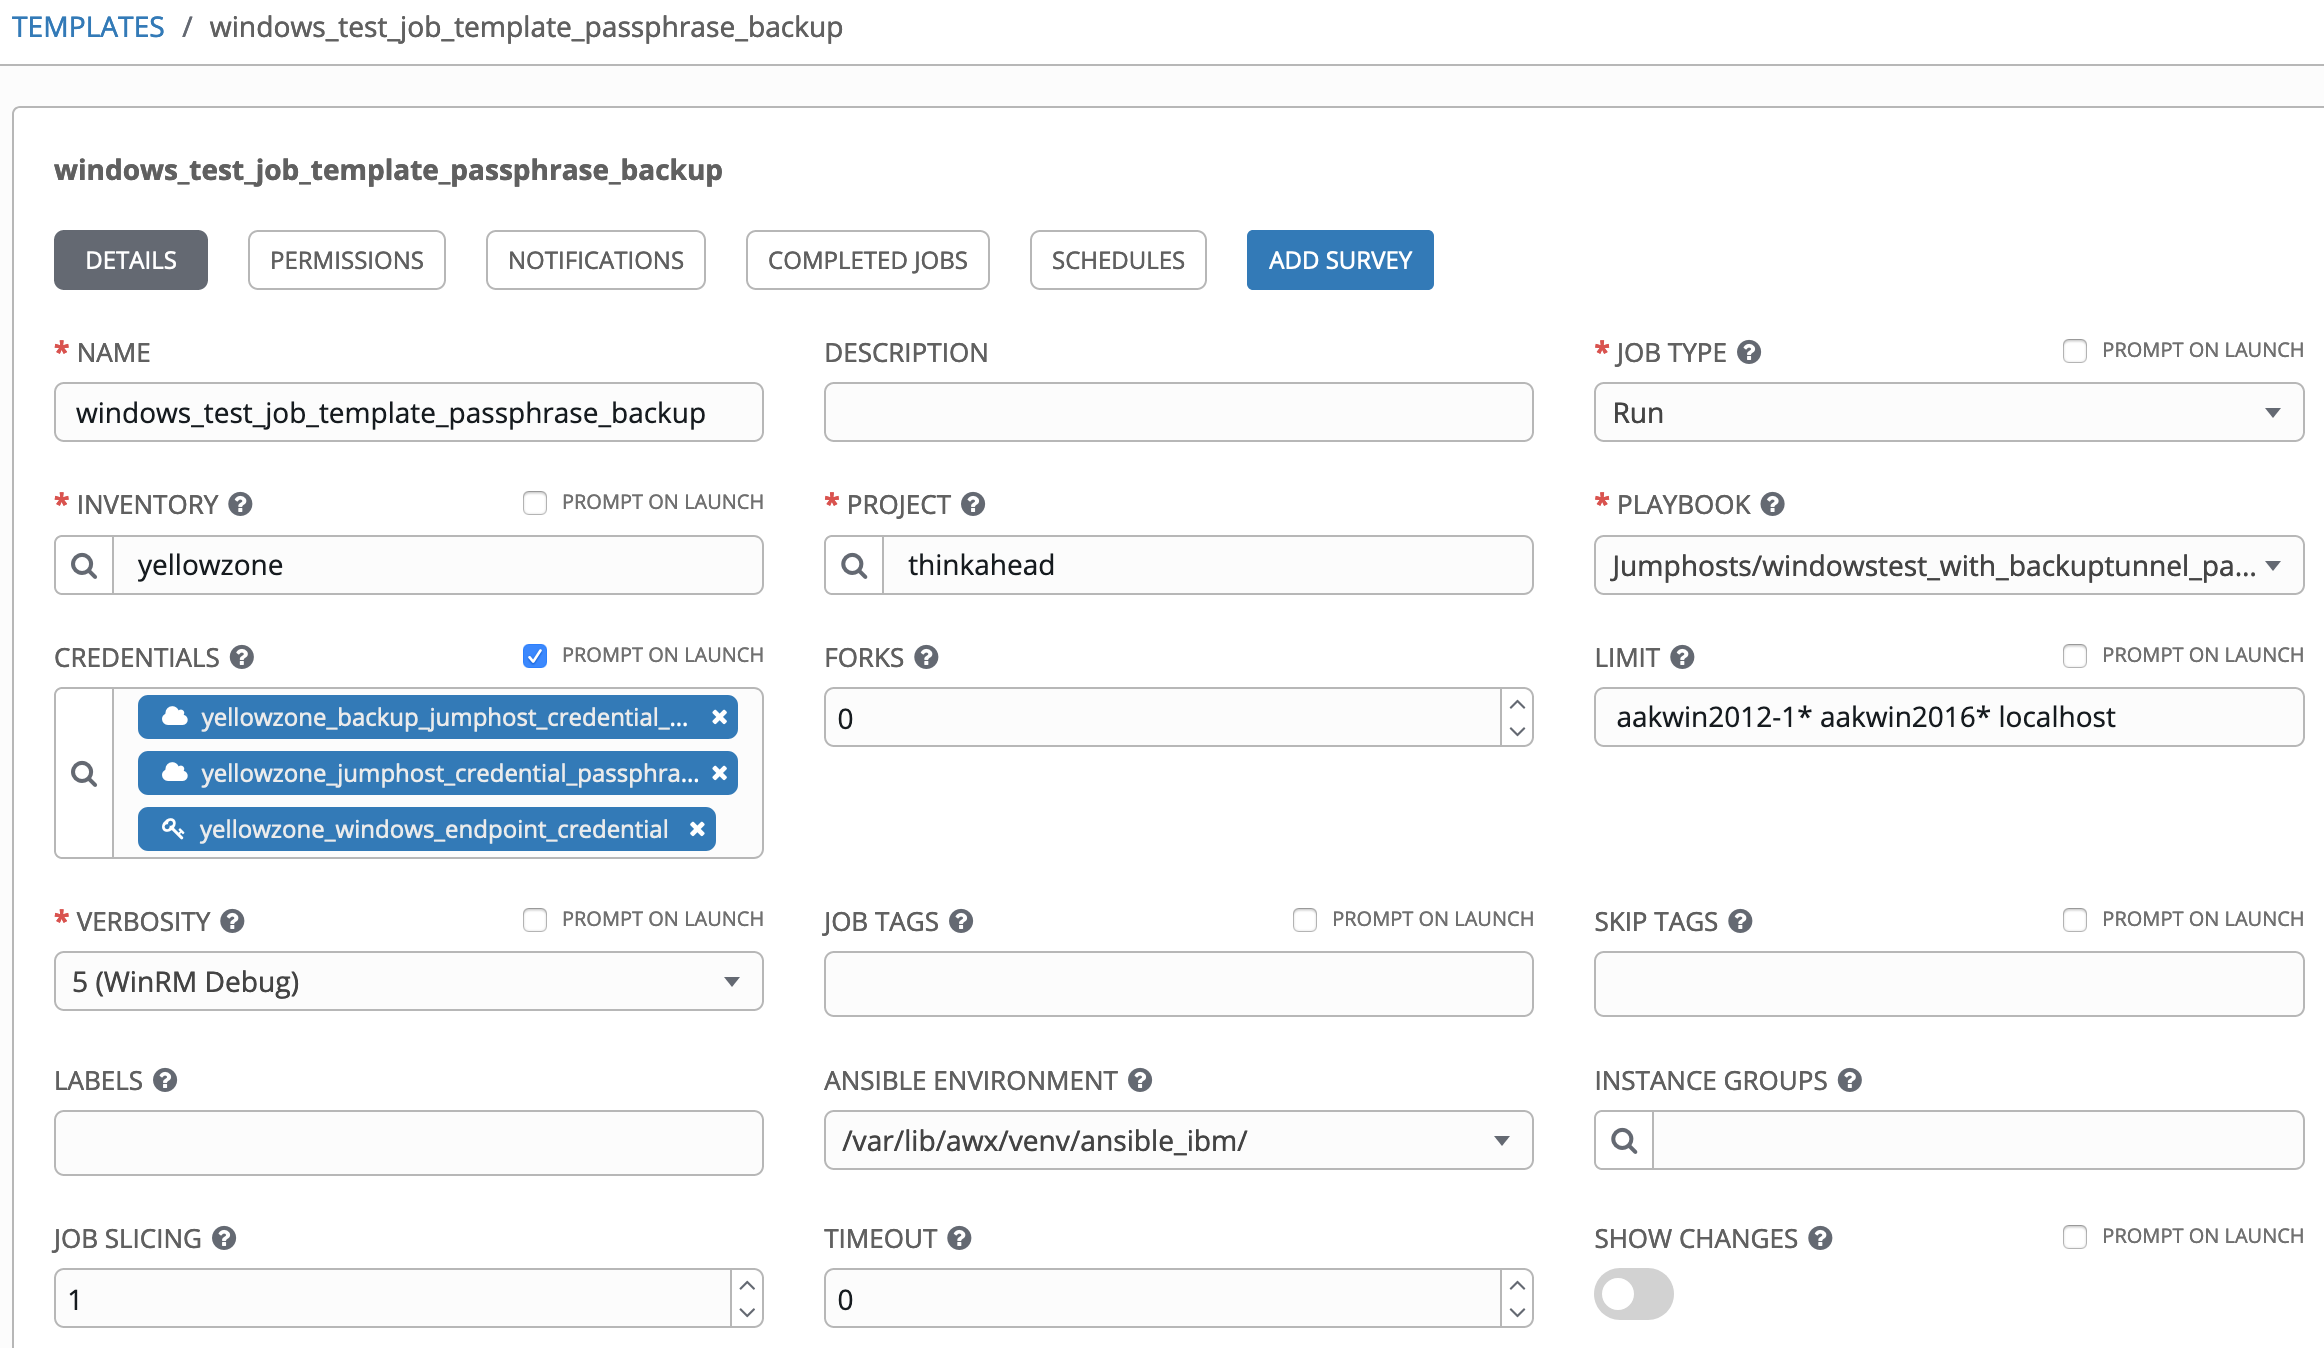 TEMPLATES / windows_test_job_template_passphrase_backup
windows_test_job_template_passphrase_backup
DETAILS PERMISSIONS NOTIFICATIONS COMPLETED JOBS SCHEDULES ADD SURVEY
* NAME
windows_test_job_template_passphrase_backup
DESCRIPTION
* JOB TYPE ? PROMPT ON LAUNCH
Run
* INVENTORY ? PROMPT ON LAUNCH
yellowzone
* PROJECT ?
thinkahead
* PLAYBOOK ?
Jumphosts/windowstest_with_backuptunnel_pa...
CREDENTIALS ? PROMPT ON LAUNCH
yellowzone_backup_jumphost_credential_...
yellowzone_jumphost_credential_passphra...
yellowzone_windows_endpoint_credential
FORKS ?
0
LIMIT ? PROMPT ON LAUNCH
aakwin2012-1* aakwin2016* localhost
* VERBOSITY ? PROMPT ON LAUNCH
5 (WinRM Debug)
JOB TAGS ? PROMPT ON LAUNCH
SKIP TAGS ? PROMPT ON LAUNCH
LABELS ?
ANSIBLE ENVIRONMENT ?
/var/lib/awx/venv/ansible_ibm/
INSTANCE GROUPS ?
JOB SLICING ?
1
TIMEOUT ?
0
SHOW CHANGES ? PROMPT ON LAUNCH